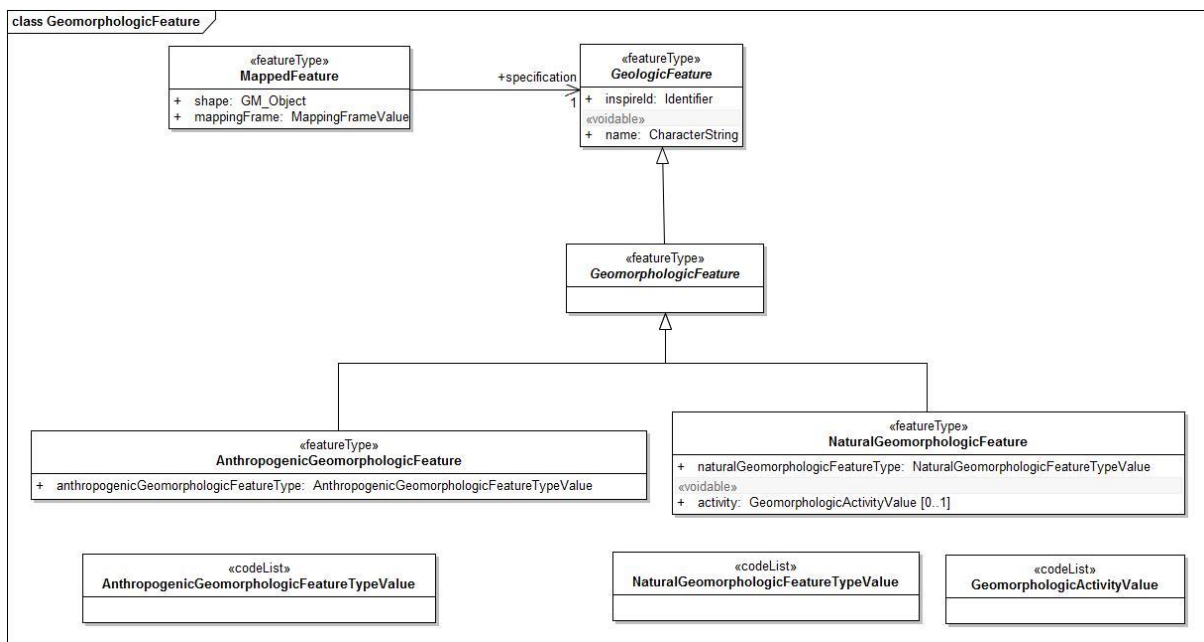 class GeomorphologicFeature
«featureType»
MappedFeature
+ shape: GM_Object
+ mappingFrame: MappingFrameValue
+specification
1
«featureType»
GeologicFeature
+ inspireId: Identifier
«voidable»
+ name: CharacterString
«featureType»
GeomorphologicFeature
«featureType»
AnthropogenicGeomorphologicFeature
+ anthropogenicGeomorphologicFeatureType: AnthropogenicGeomorphologicFeatureTypeValue
«featureType»
NaturalGeomorphologicFeature
+ naturalGeomorphologicFeatureType: NaturalGeomorphologicFeatureTypeValue
«voidable»
+ activity: GeomorphologicActivityValue [0..1]
«codeList»
AnthropogenicGeomorphologicFeatureTypeValue
«codeList»
NaturalGeomorphologicFeatureTypeValue
«codeList»
GeomorphologicActivityValue